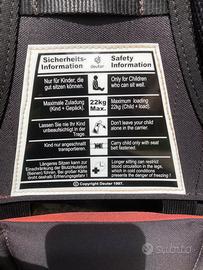 Sicherheits-
Information
deuter
Safety
Information
Nur für Kinder, die
gut sitzen können.
Only for Children
who can sit well.
Maximale Zuladung
(Kind + Gepäck).
22kg
Max.
Maximum loading
22kg (Child + load).
Lassen Sie nie Ihr Kind
unbeaufsichtigt in der
Trage.
Don't leave your child
alone in the carrier.
Kind nur angeschnallt
transportieren.
Carry child only with seat
belt fastened.
Längeres Sitzen kann zur
Einschränkung der Blutzirkulation
(Beinen) führen. Bei großer Kälte
droht deshalb Erfrierungsgefahr !
Longer sitting can restrict
blood circulation in the legs,
which in cold conditions
presents the danger of freezing !
© Copyright Deuter 1997.
Subito